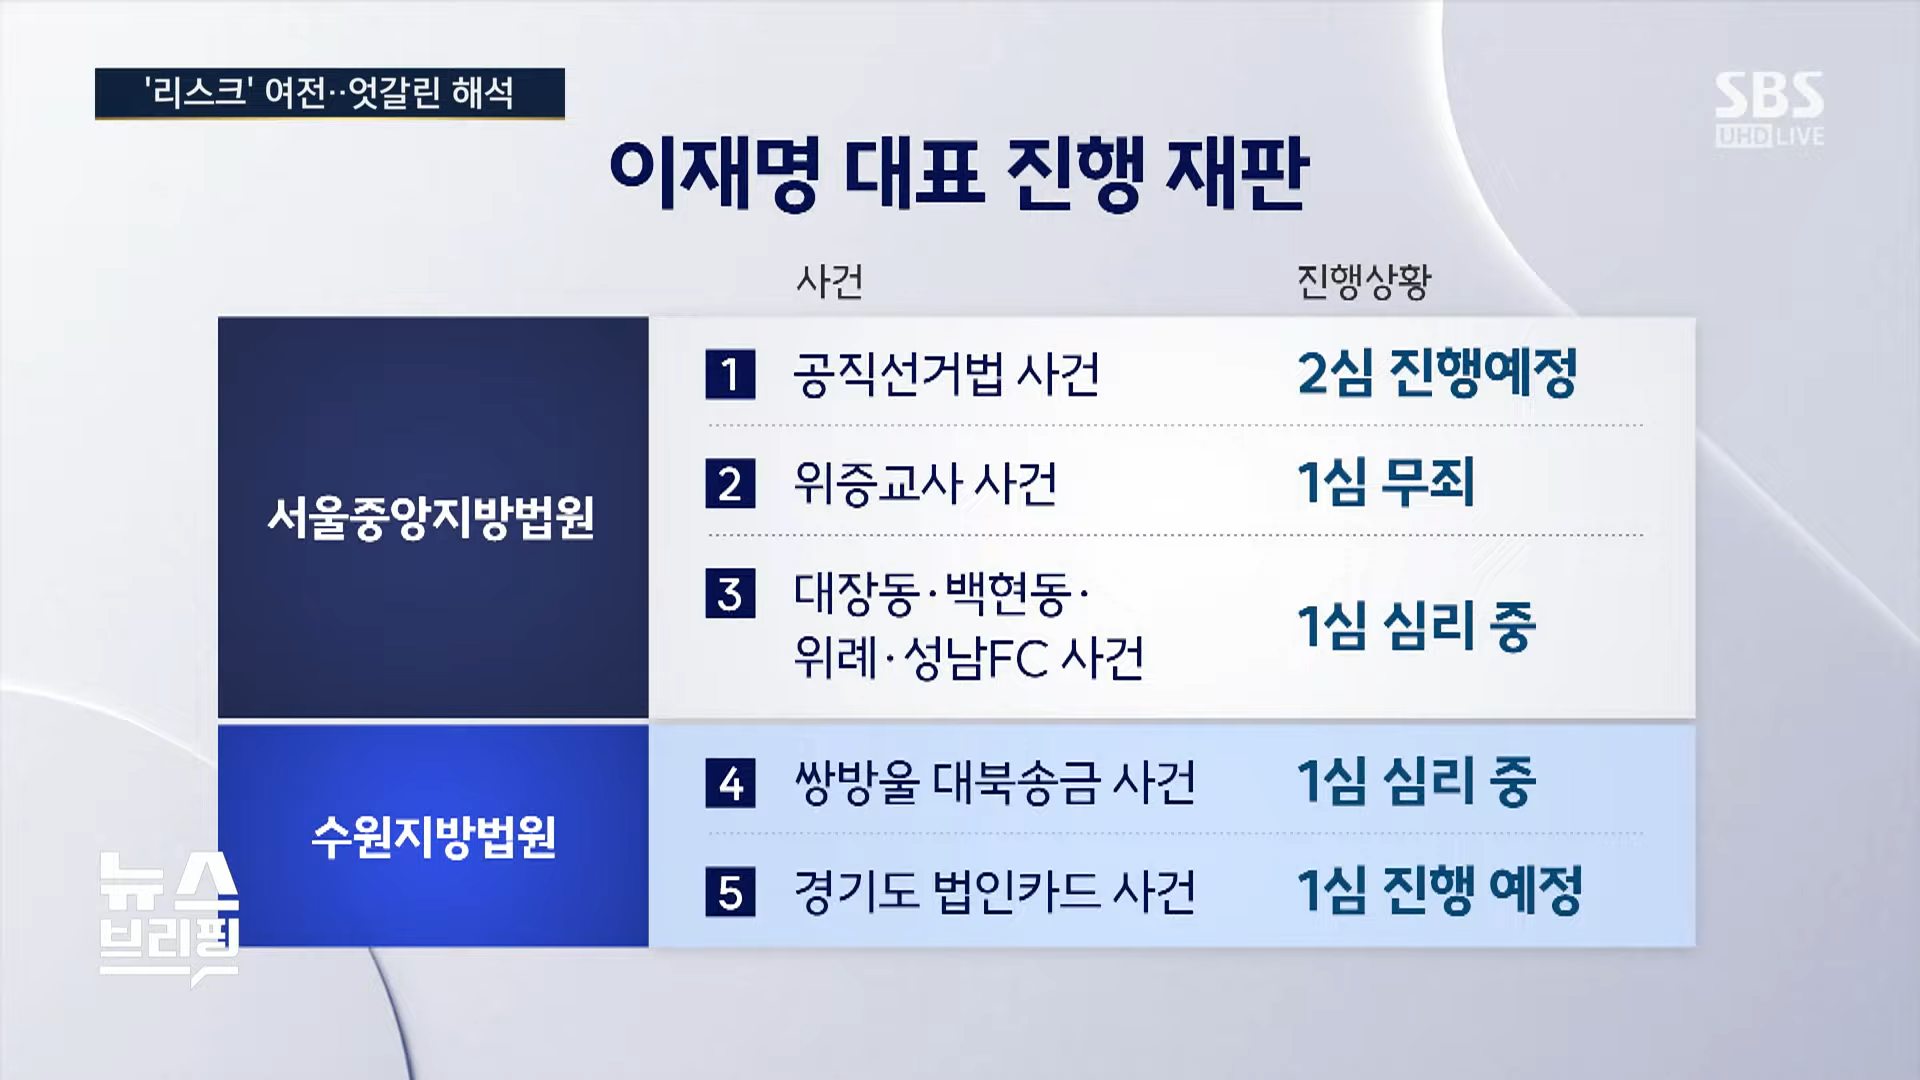 '리스크' 여전‥엇갈린 해석
SBS
UHD LIVE
이재명 대표 진행 재판
사건 진행상황
서울중앙지방법원
1 공직선거법 사건 2심 진행예정
2 위증교사 사건 1심 무죄
3 대장동·백현동·
위례·성남FC 사건 1심 심리 중
수원지방법원
4 쌍방울 대북송금 사건 1심 심리 중
5 경기도 법인카드 사건 1심 진행 예정
뉴스
브리핑